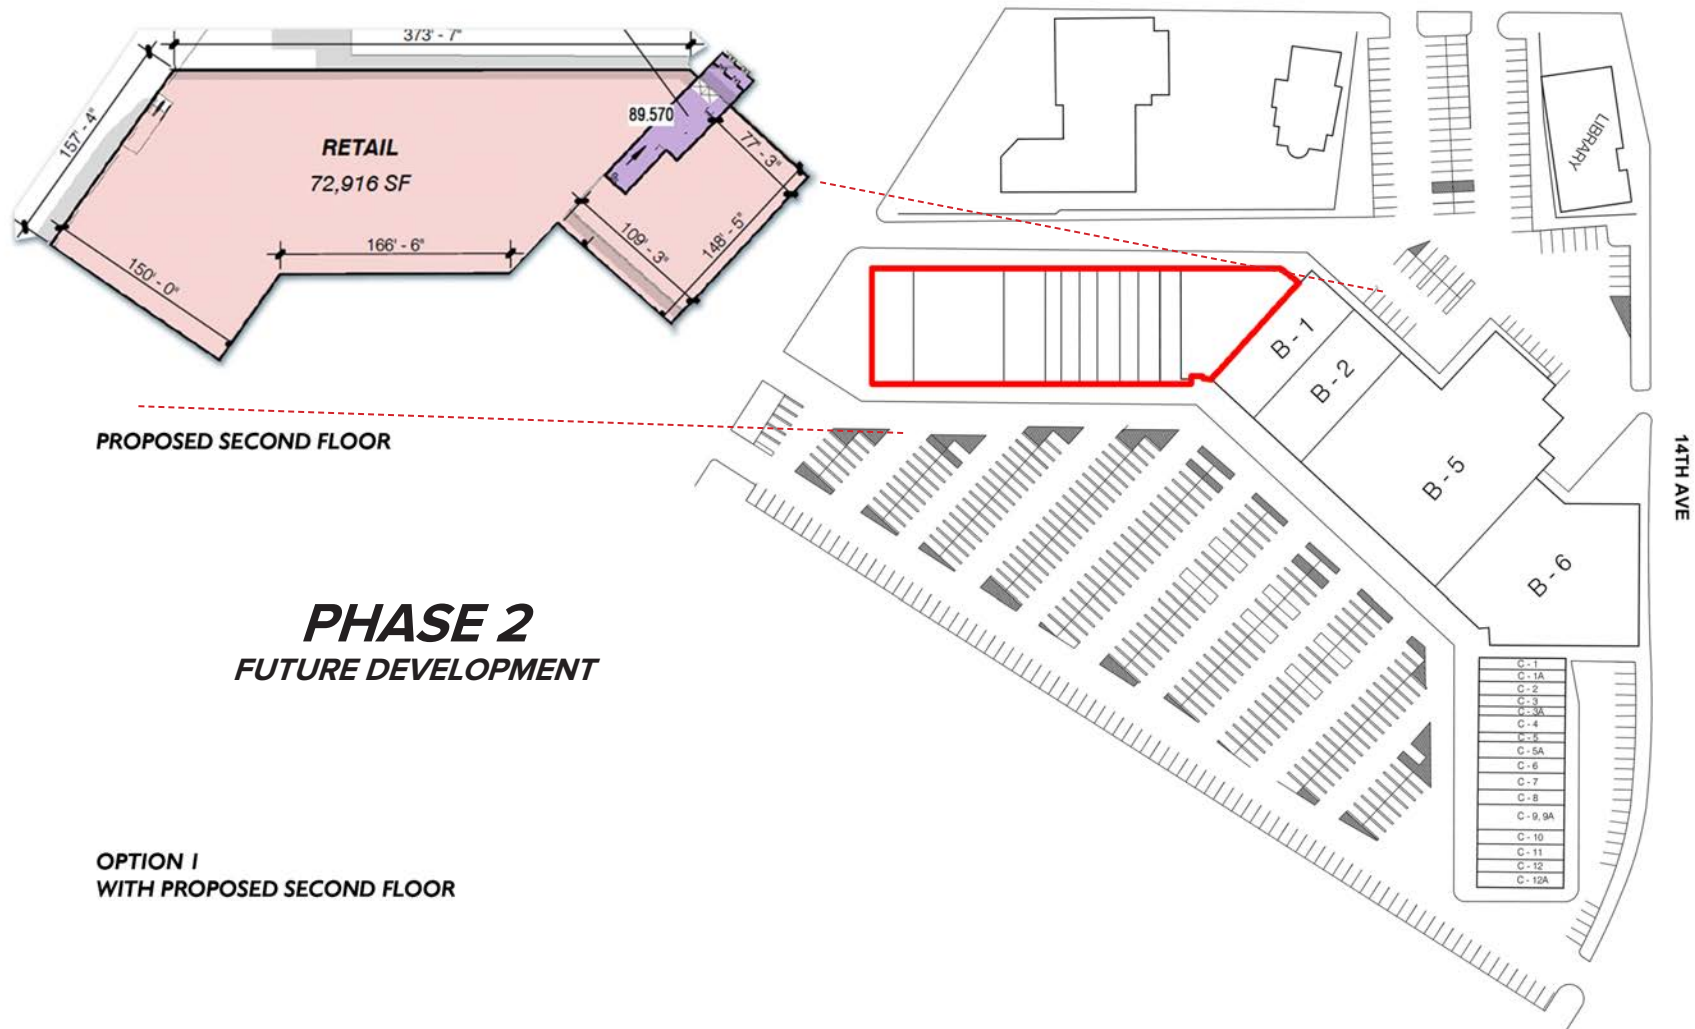 373' - 7"
157' - 4"
89.570
RETAIL
72,916 SF
77' - 3"
109' - 3"
148' - 5"
166' - 6"
150' - 0"
PROPOSED SECOND FLOOR
PHASE 2
FUTURE DEVELOPMENT
OPTION I
WITH PROPOSED SECOND FLOOR
LIBRARY
B - 1
B - 2
B - 5
B - 6
14TH AVE
C - 1
C - 1A
C - 2
C - 3
C - 3A
C - 4
C - 5
C - 5A
C - 6
C - 7
C - 8
C - 9, 9A
C - 10
C - 11
C - 12
C - 12A